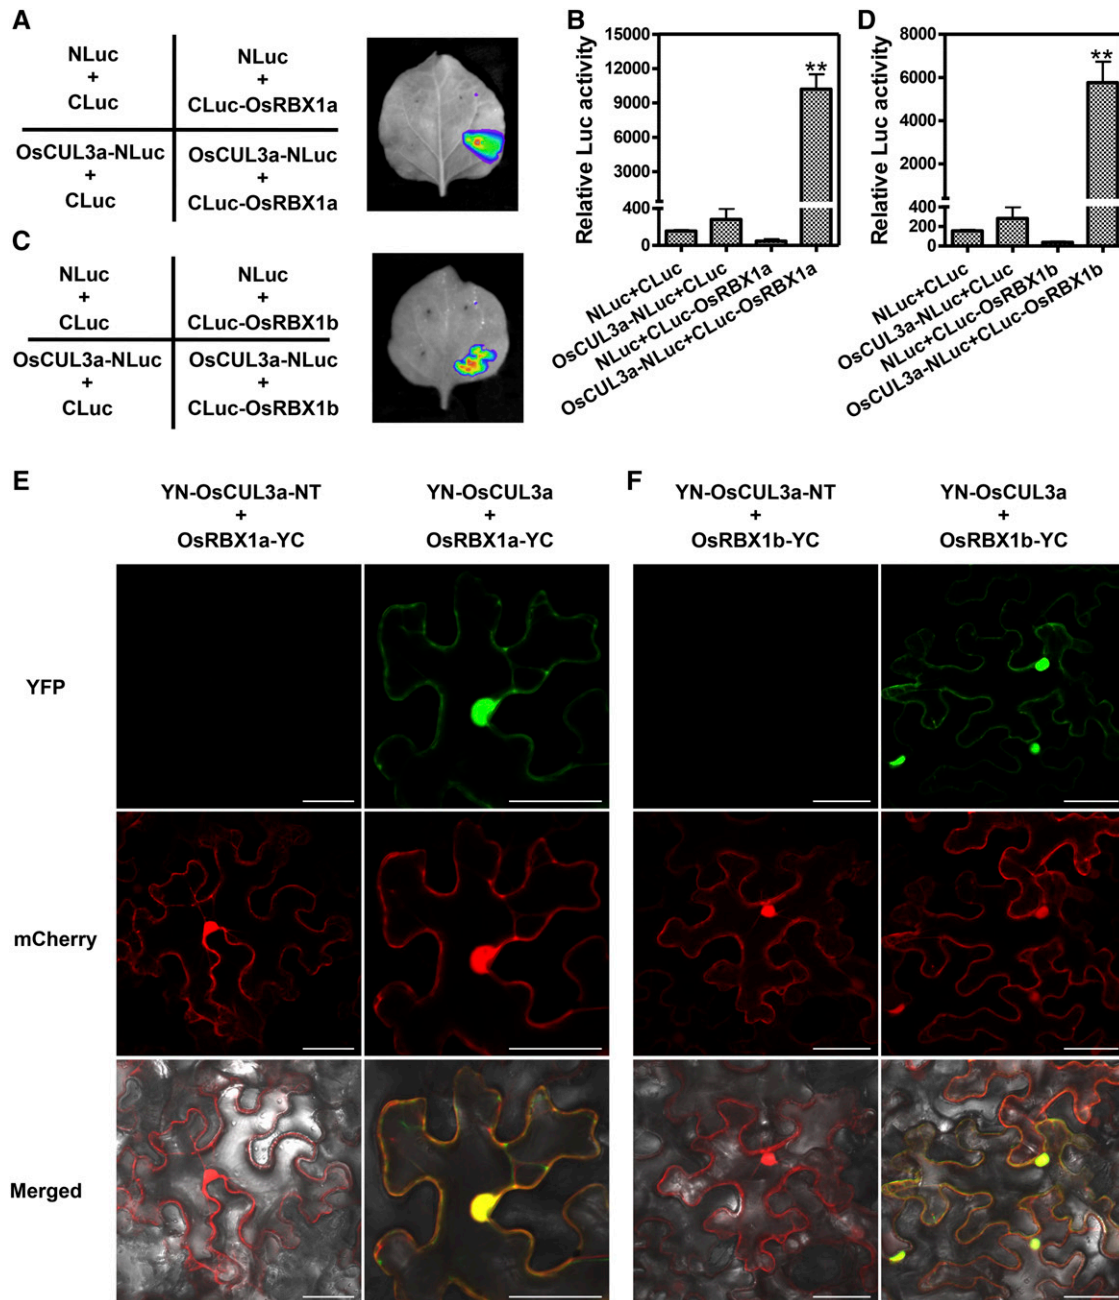 A
NLuc
+
CLuc
NLuc
+
CLuc-OsRBX1a
OsCUL3a-NLuc
+
CLuc
OsCUL3a-NLuc
+
CLuc-OsRBX1a
B
Relative Luc activity
15000
12000
9000
6000
3000
400
0
**
NLuc+CLuc
OsCUL3a-NLuc+CLuc
NLuc+CLuc-OsRBX1a
OsCUL3a-NLuc+CLuc-OsRBX1a
C
NLuc
+
CLuc
NLuc
+
CLuc-OsRBX1b
OsCUL3a-NLuc
+
CLuc
OsCUL3a-NLuc
+
CLuc-OsRBX1b
D
Relative Luc activity
8000
6000
4000
2000
400
200
0
**
NLuc+CLuc
OsCUL3a-NLuc+CLuc
NLuc+CLuc-OsRBX1b
OsCUL3a-NLuc+CLuc-OsRBX1b
E
YN-OsCUL3a-NT
+
OsRBX1a-YC
YN-OsCUL3a
+
OsRBX1a-YC
F
YN-OsCUL3a-NT
+
OsRBX1b-YC
YN-OsCUL3a
+
OsRBX1b-YC
YFP
mCherry
Merged